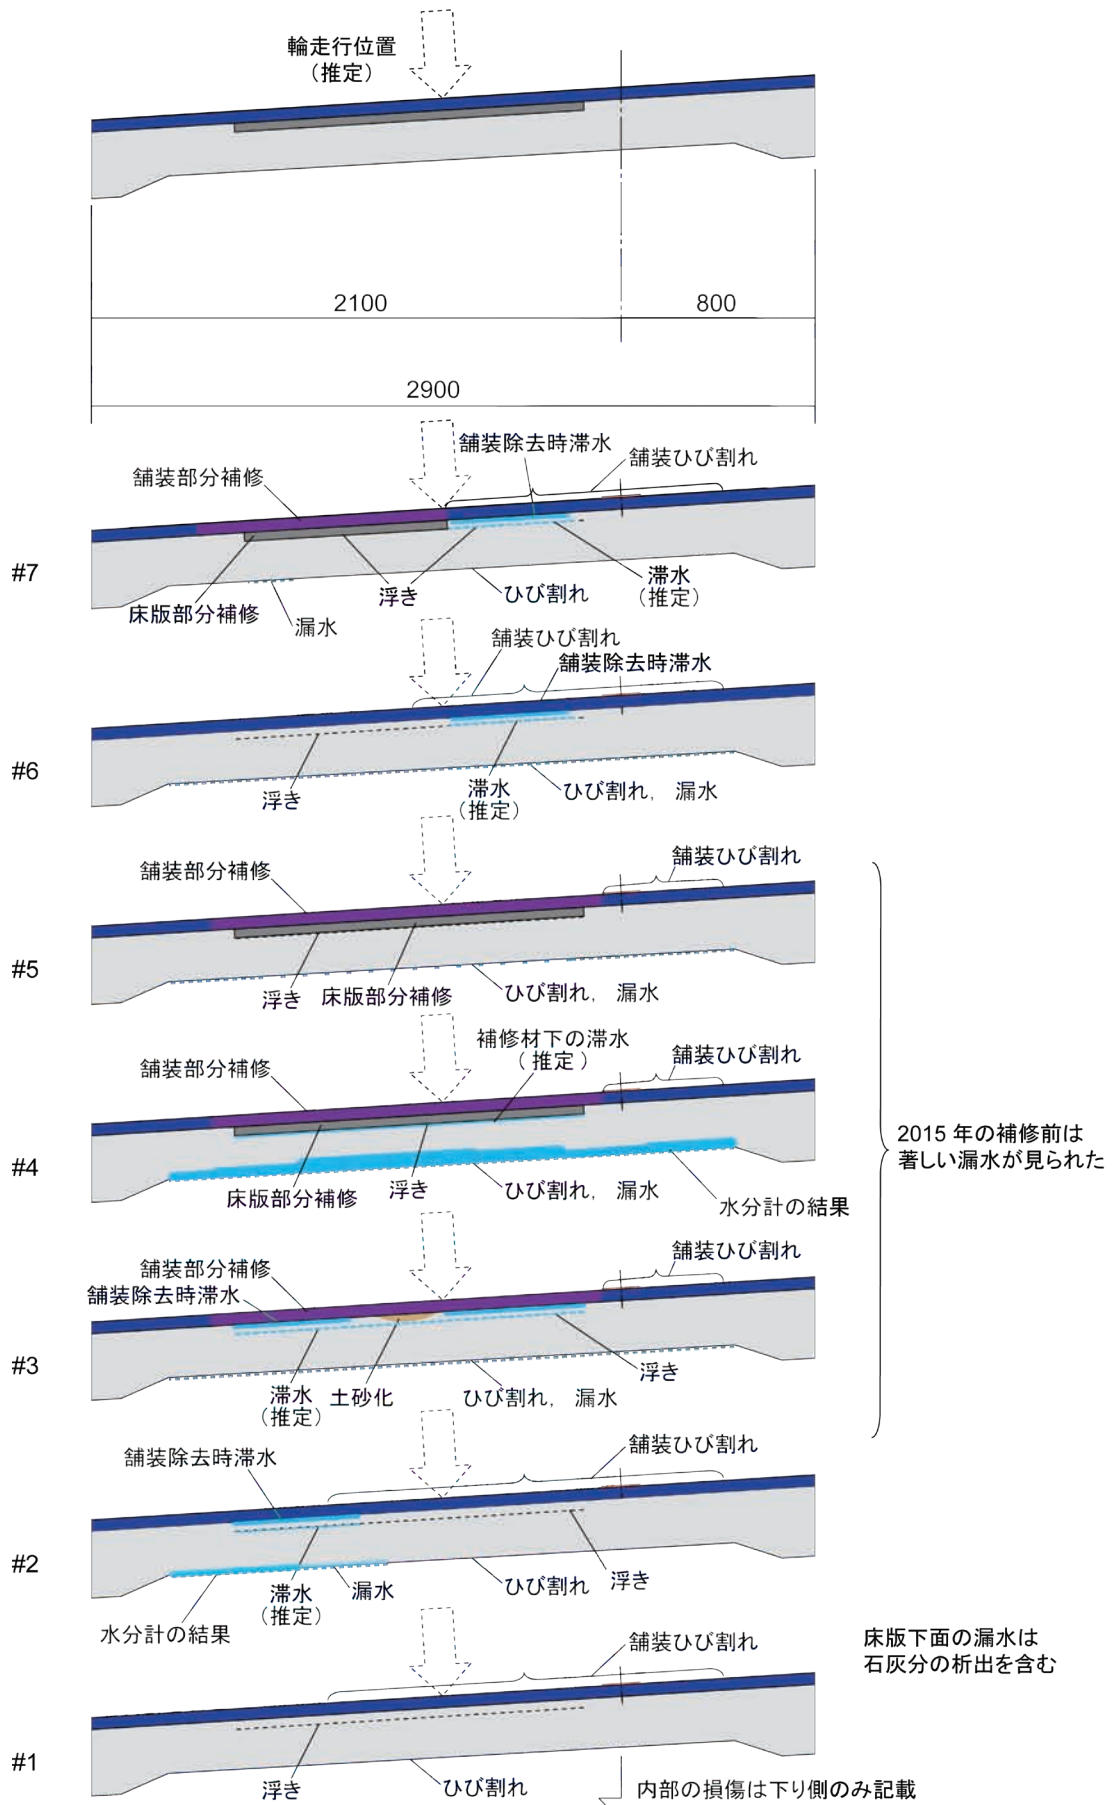 輪走行位置
（推定）
2100
800
2900
舗装除去時滞水
舗装ひび割れ
舗装部分補修
#7
滞水
（推定）
浮き
ひび割れ
床版部分補修
漏水
舗装ひび割れ
舗装除去時滞水
#6
滞水
（推定）
浮き
ひび割れ， 漏水
舗装ひび割れ
舗装部分補修
#5
浮き
床版部分補修
ひび割れ， 漏水
補修材下の滞水
（推定）
舗装ひび割れ
舗装部分補修
2015 年の補修前は
著しい漏水が見られた
#4
床版部分補修
浮き
ひび割れ， 漏水
水分計の結果
舗装ひび割れ
舗装部分補修
舗装除去時滞水
#3
浮き
滞水
（推定）
土砂化
ひび割れ， 漏水
舗装ひび割れ
舗装除去時滞水
#2
滞水
（推定）
漏水
ひび割れ
浮き
水分計の結果
床版下面の漏水は
石灰分の析出を含む
舗装ひび割れ
#1
浮き
ひび割れ
内部の損傷は下り側のみ記載